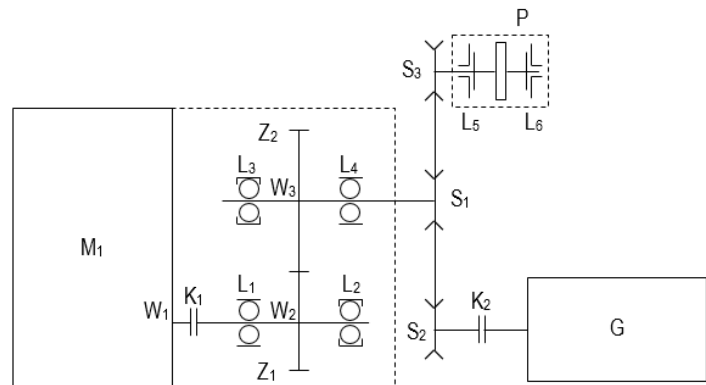 P
S₃
L₅ L₆
Z₂
L₃ L₄
W₃
S₁
M₁
K₁ L₁ L₂ K₂
W₁ W₂ S₂ G
Z₁